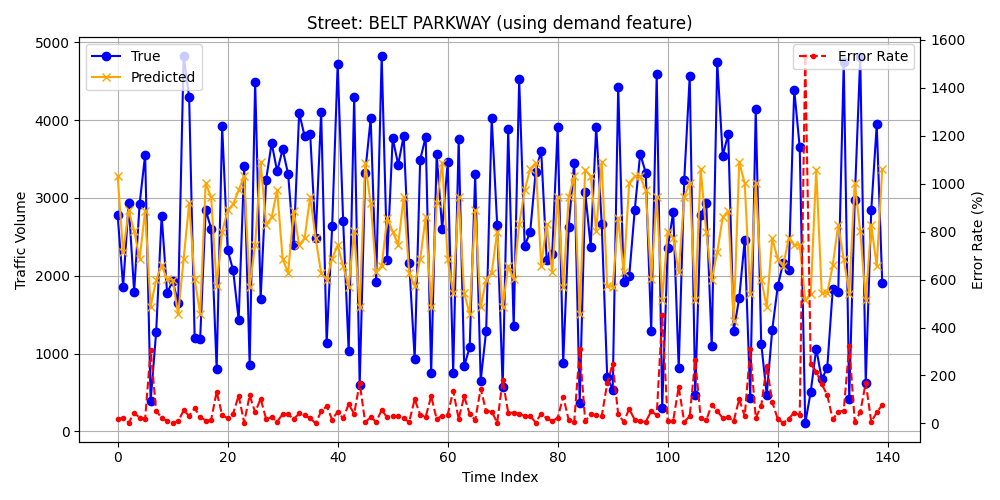 Street: BELT PARKWAY (using demand feature)
True
Predicted
Error Rate
Traffic Volume
5000
4000
3000
2000
1000
0
1600
1400
1200
1000
800
600
400
200
0
Error Rate (%)
0 20 40 60 80 100 120 140
Time Index